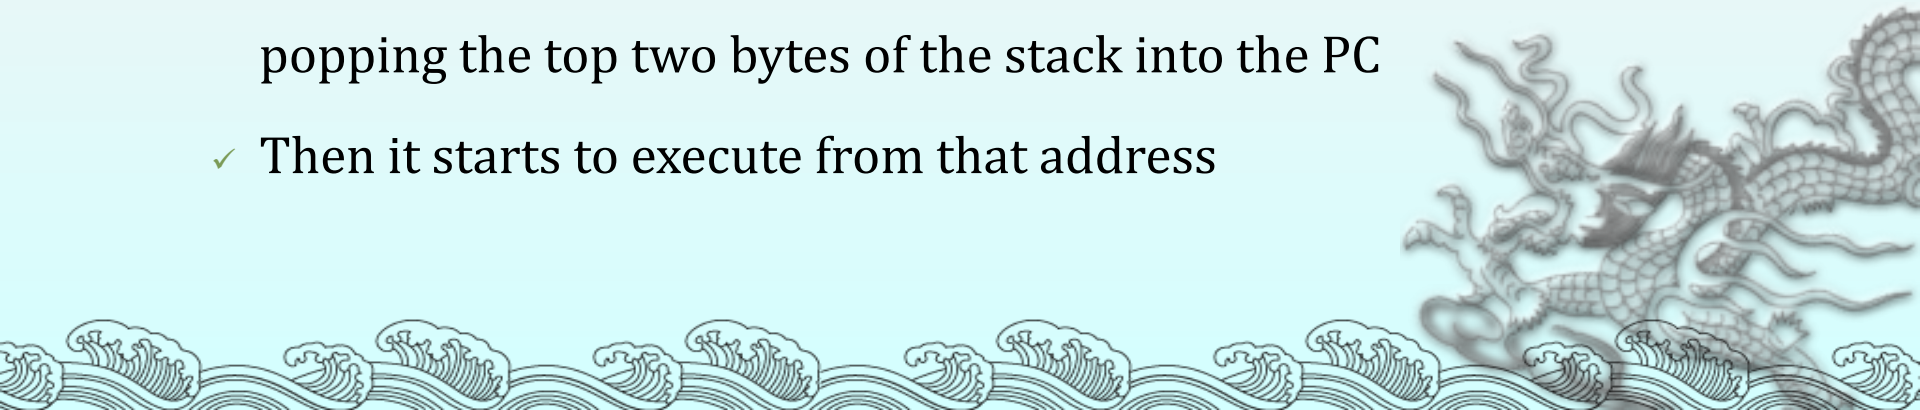 popping the top two bytes of the stack into the PC
✓ Then it starts to execute from that address